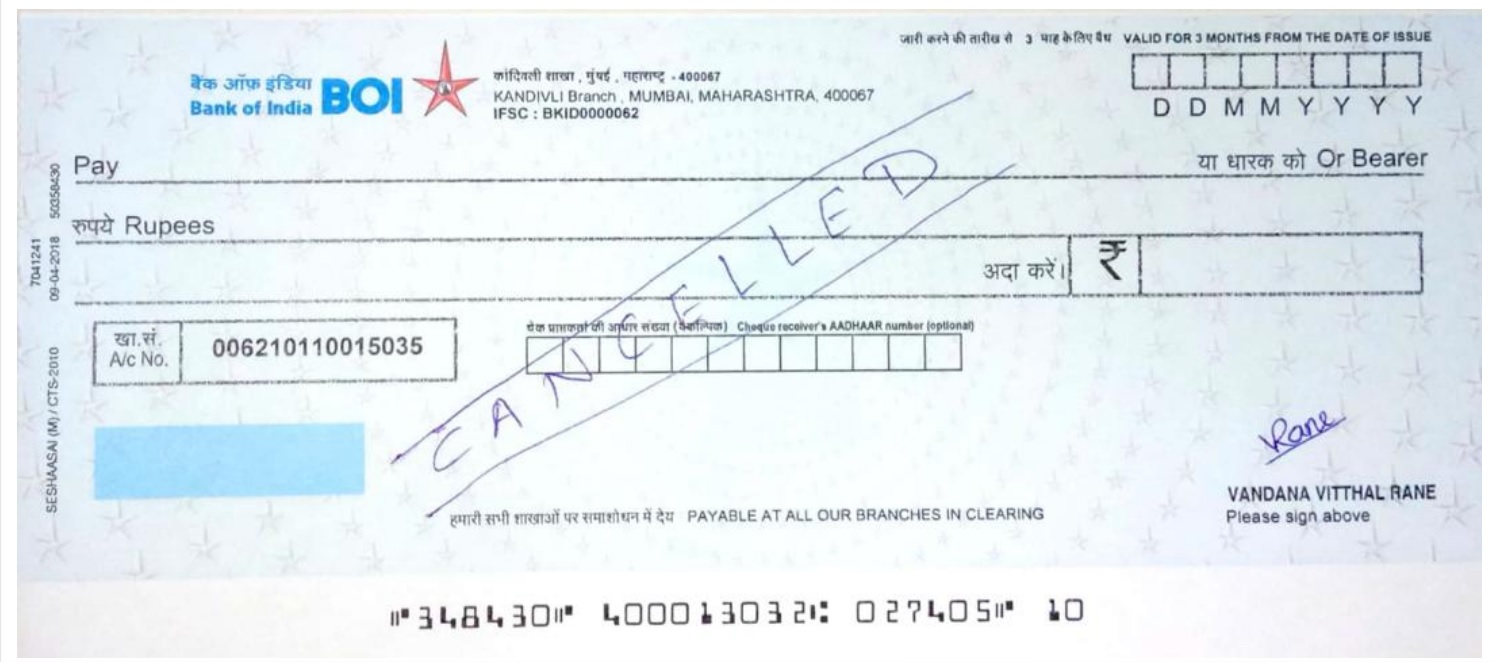 जारी करने की तारीख से 3 माह के लिए वैध VALID FOR 3 MONTHS FROM THE DATE OF ISSUE
बैंक ऑफ इंडिया
Bank of India BOI
कांदिवली शाखा , मुंबई , महाराष्ट्र - 400067
KANDIVLI Branch , MUMBAI, MAHARASHTRA, 400067
IFSC : BKID0000062
D D M M Y Y Y Y
Pay या धारक को Or Bearer
रुपये Rupees
अदा करें। ₹
CANCELLED
खा.सं.
A/c No. 006210110015035
चेक प्राप्तकर्ता की आधार संख्या (वैकल्पिक) Cheque receiver's AADHAAR number (optional)
Rane
VANDANA VITTHAL RANE
Please sign above
हमारी सभी शाखाओं पर समाशोधन में देय PAYABLE AT ALL OUR BRANCHES IN CLEARING
7041241
SESHAASAI (M) / CTS-2010 09-04-2018 50358430
⑈348430⑈ 400013032⑆ 027405⑈ 10